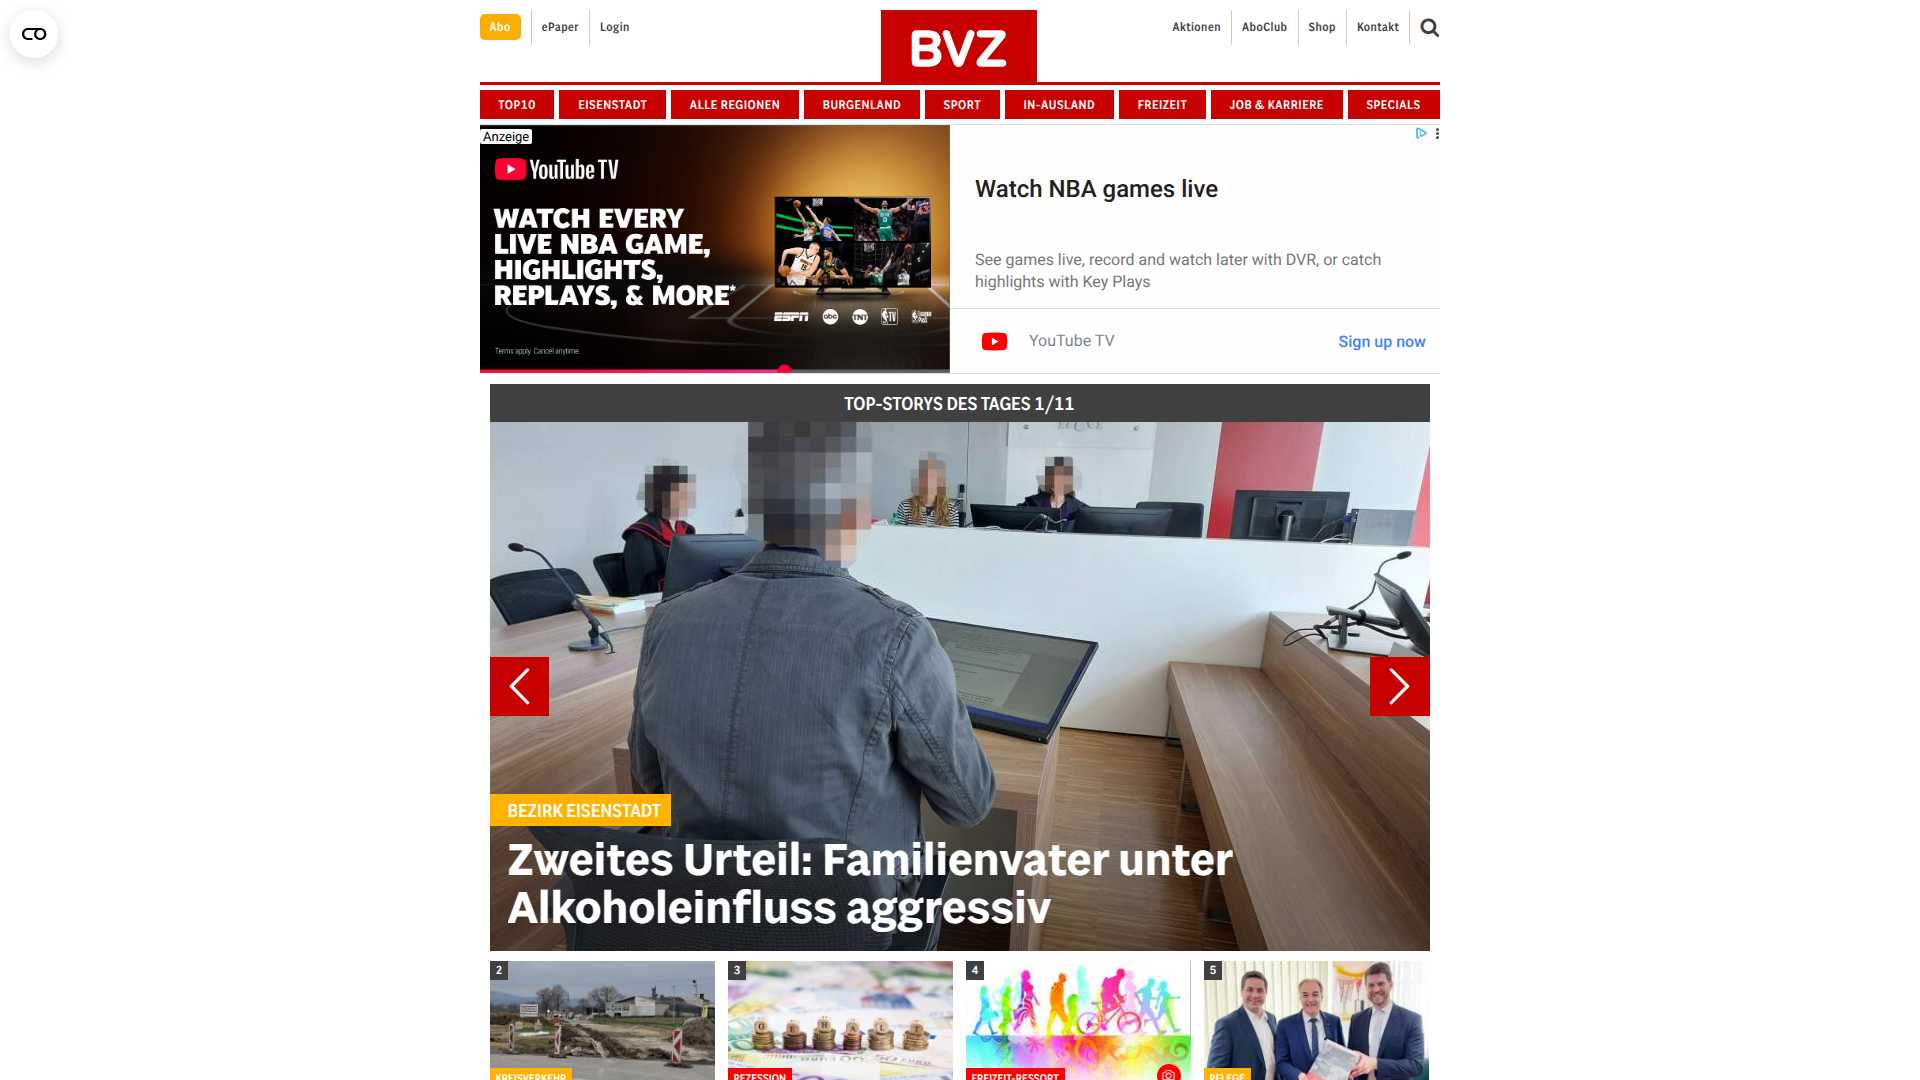 Abo
ePaper
Login
BVZ
Aktionen
AboClub
Shop
Kontakt
TOP10
EISENSTADT
ALLE REGIONEN
BURGENLAND
SPORT
IN-AUSLAND
FREIZEIT
JOB & KARRIERE
SPECIALS
Anzeige
YouTube TV
WATCH EVERY
LIVE NBA GAME,
HIGHLIGHTS,
REPLAYS, & MORE*
ESPN abc TNT
Terms apply. Cancel anytime.
Watch NBA games live
See games live, record and watch later with DVR, or catch
highlights with Key Plays
YouTube TV
Sign up now
TOP-STORYS DES TAGES 1/11
BEZIRK EISENSTADT
Zweites Urteil: Familienvater unter
Alkoholeinfluss aggressiv
2
3
4
5
KREISVERKEHR
REZESSION
FREIZEIT-RESSORT
PFLEGE